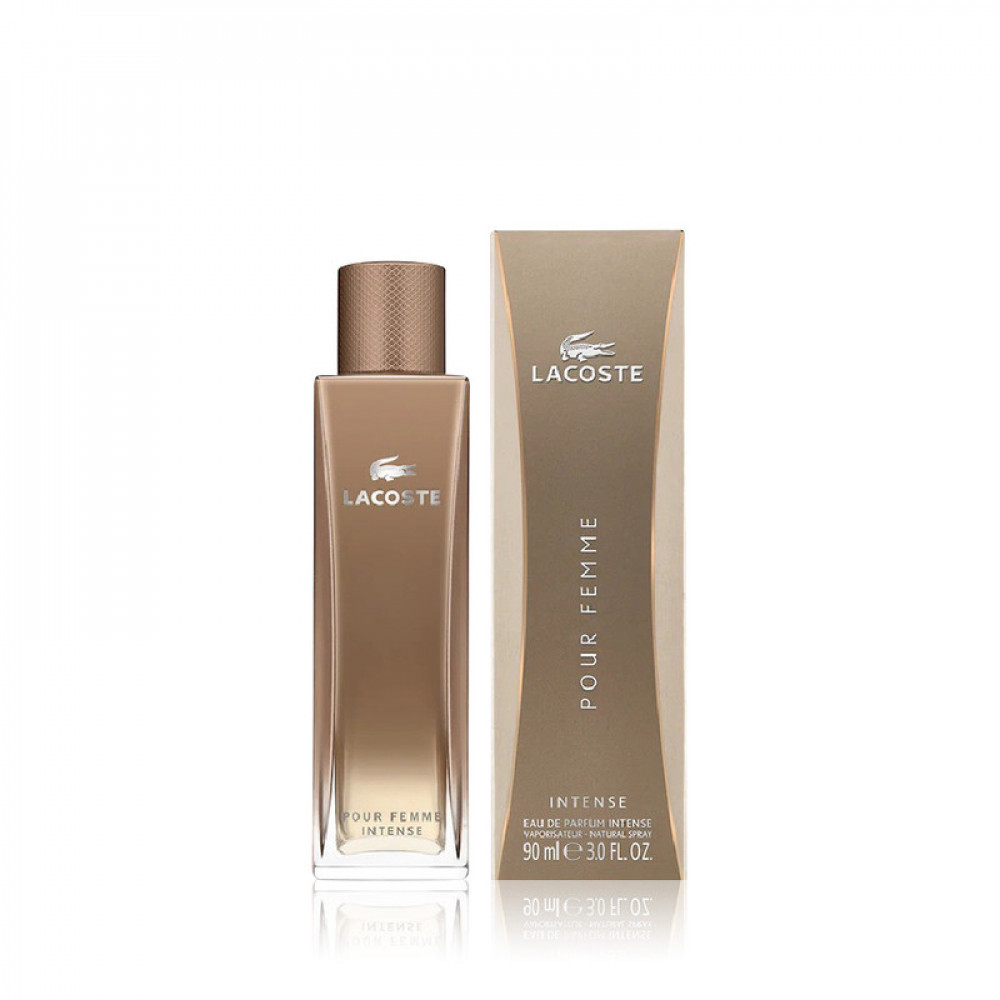 LACOSTE
POUR FEMME
INTENSE
LACOSTE
POUR FEMME
INTENSE
EAU DE PARFUM INTENSE
VAPORISATEUR - NATURAL SPRAY
90 ml e 3.0 FL. OZ.